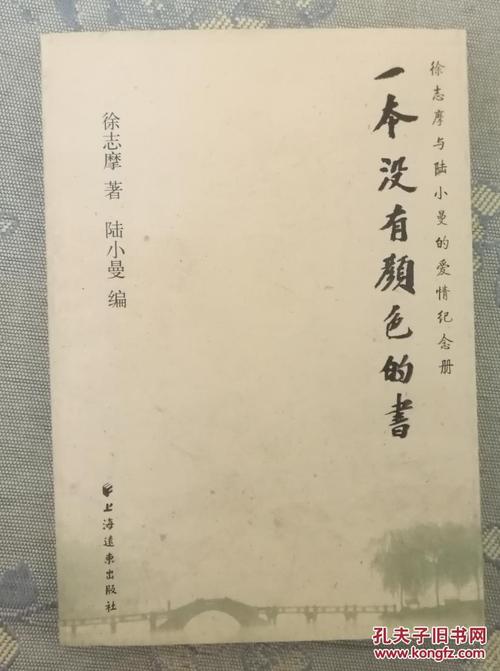 徐志摩与陆小曼的爱情纪念册
一本没有颜色的書
徐志摩 著 陆小曼 编
上海远東出版社
孔夫子旧书网
www.kongfz.com